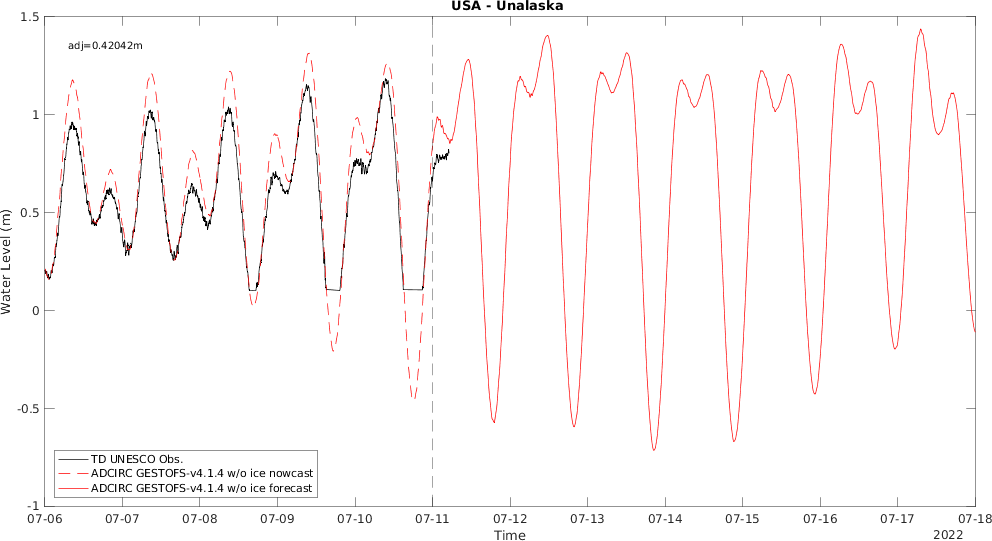 USA - Unalaska
1.5
adj=0.42042m
1
0.5
Water Level (m)
0
-0.5
TD UNESCO Obs.
ADCIRC GESTOFS-v4.1.4 w/o ice nowcast
ADCIRC GESTOFS-v4.1.4 w/o ice forecast
-1
07-06 07-07 07-08 07-09 07-10 07-11 07-12 07-13 07-14 07-15 07-16 07-17 07-18
Time
2022